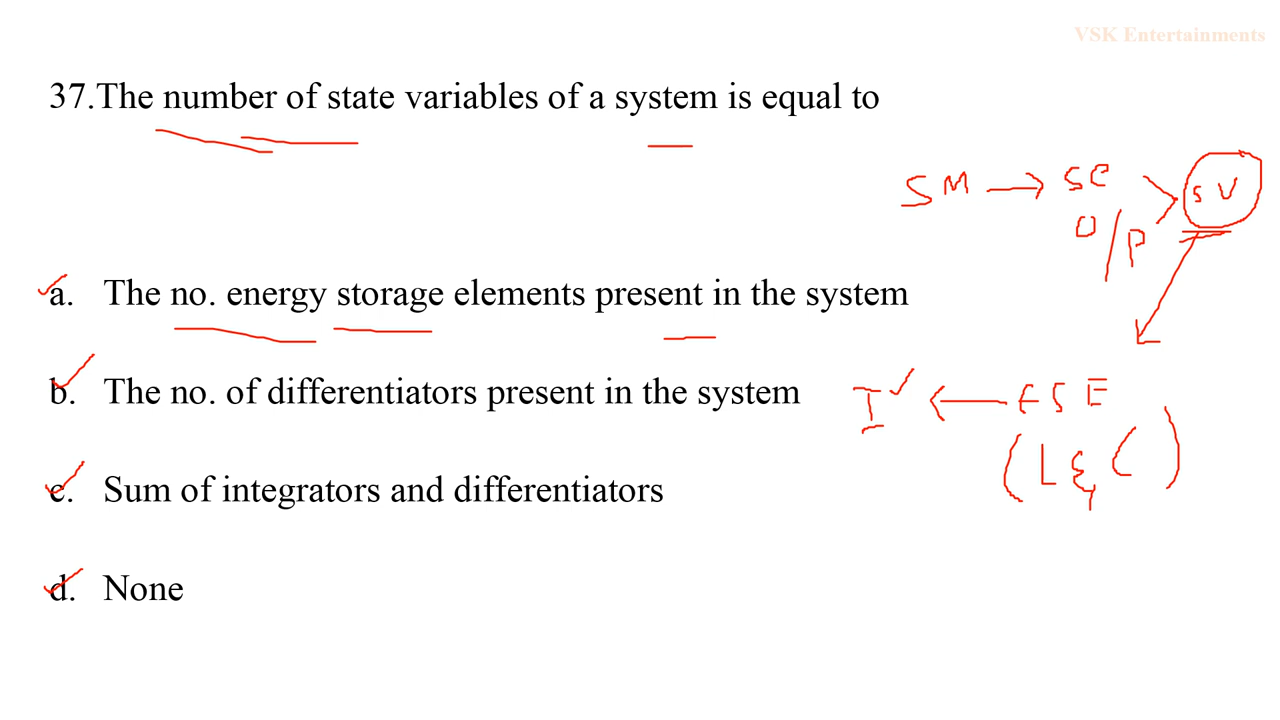 VSK Entertainments
37.The number of state variables of a system is equal to
SM → SE
O/P
SV
a. The no. energy storage elements present in the system
b. The no. of differentiators present in the system
I ← ESE
(L & C)
c. Sum of integrators and differentiators
d. None